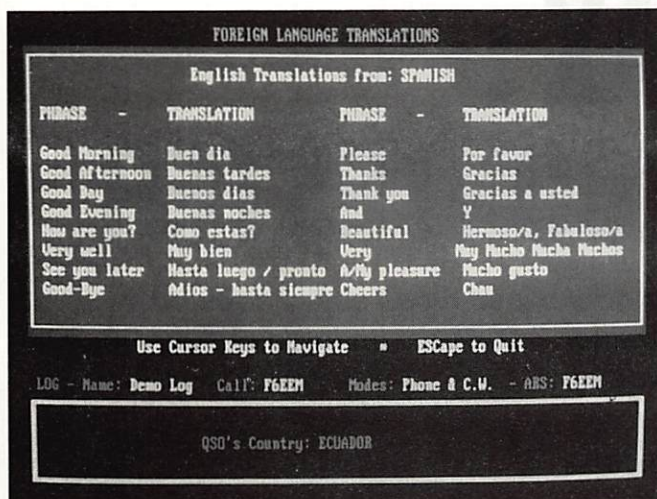 FOREIGN LANGUAGE TRANSLATIONS
English Translations from: SPANISH
PHRASE - TRANSLATION PHRASE - TRANSLATION
Good Morning Buen dia Please Por favor
Good Afternoon Buenas tardes Thanks Gracias
Good Day Buenos dias Thank you Gracias a usted
Good Evening Buenas noches And Y
How are you? Como estas? Beautiful Hermoso/a, Fabuloso/a
Very well Muy bien Very Muy Mucho Mucha Muchos
See you later Hasta luego / pronto A/My pleasure Mucho gusto
Good-Bye Adios - hasta siempre Cheers Chau
Use Cursor Keys to Navigate ESCape to Quit
LOG - Name: Demo Log Call: F6EEM Modes: Phone & C.W. - ARS: F6EEM
QSO's Country: ECUADOR